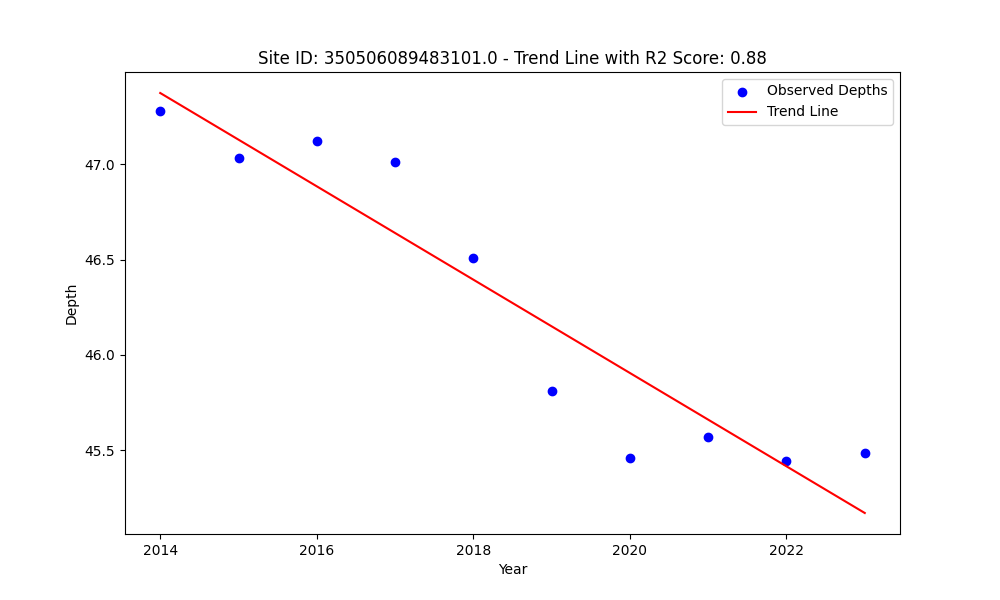 Site ID: 350506089483101.0 - Trend Line with R2 Score: 0.88
Observed Depths
Trend Line
47.0
46.5
46.0
45.5
Depth
2014
2016
2018
2020
2022
Year